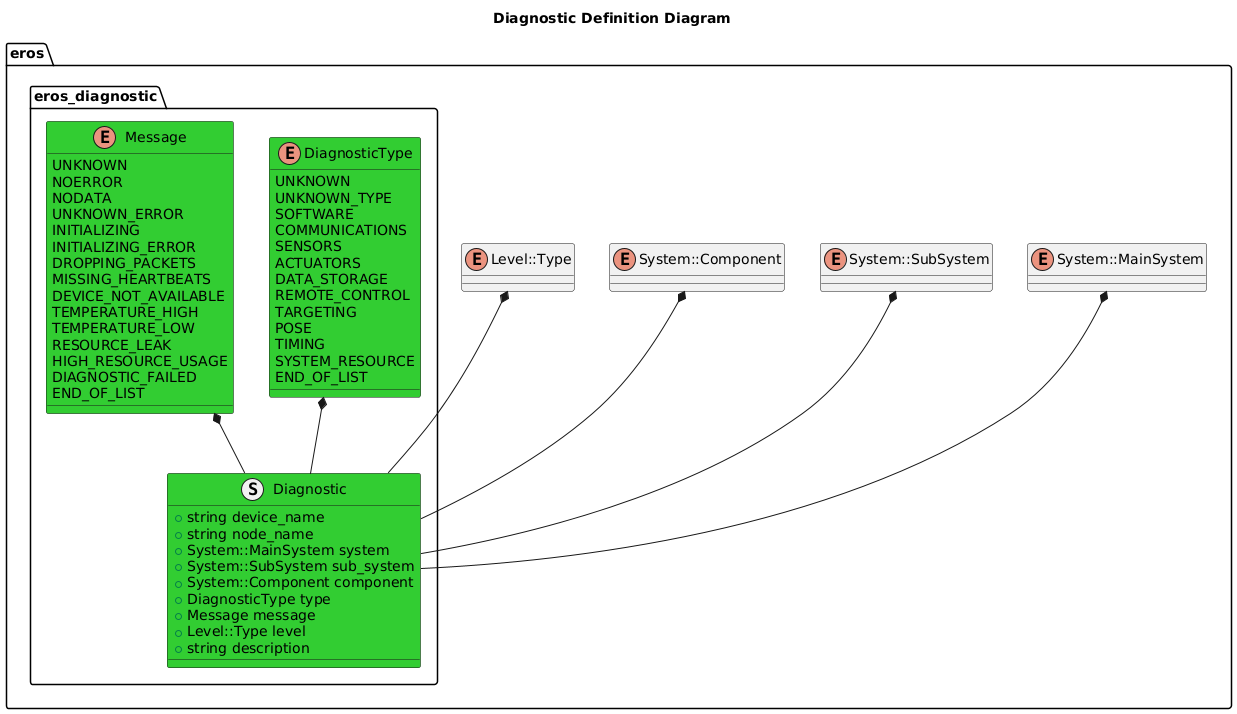 Diagnostic Definition Diagram
eros
eros_diagnostic
E Message
UNKNOWN
NOERROR
NODATA
UNKNOWN_ERROR
INITIALIZING
INITIALIZING_ERROR
DROPPING_PACKETS
MISSING_HEARTBEATS
DEVICE_NOT_AVAILABLE
TEMPERATURE_HIGH
TEMPERATURE_LOW
RESOURCE_LEAK
HIGH_RESOURCE_USAGE
DIAGNOSTIC_FAILED
END_OF_LIST
E DiagnosticType
UNKNOWN
UNKNOWN_TYPE
SOFTWARE
COMMUNICATIONS
SENSORS
ACTUATORS
DATA_STORAGE
REMOTE_CONTROL
TARGETING
POSE
TIMING
SYSTEM_RESOURCE
END_OF_LIST
E Level::Type
E System::Component
E System::SubSystem
E System::MainSystem
S Diagnostic
string device_name
string node_name
System::MainSystem system
System::SubSystem sub_system
System::Component component
DiagnosticType type
Message message
Level::Type level
string description